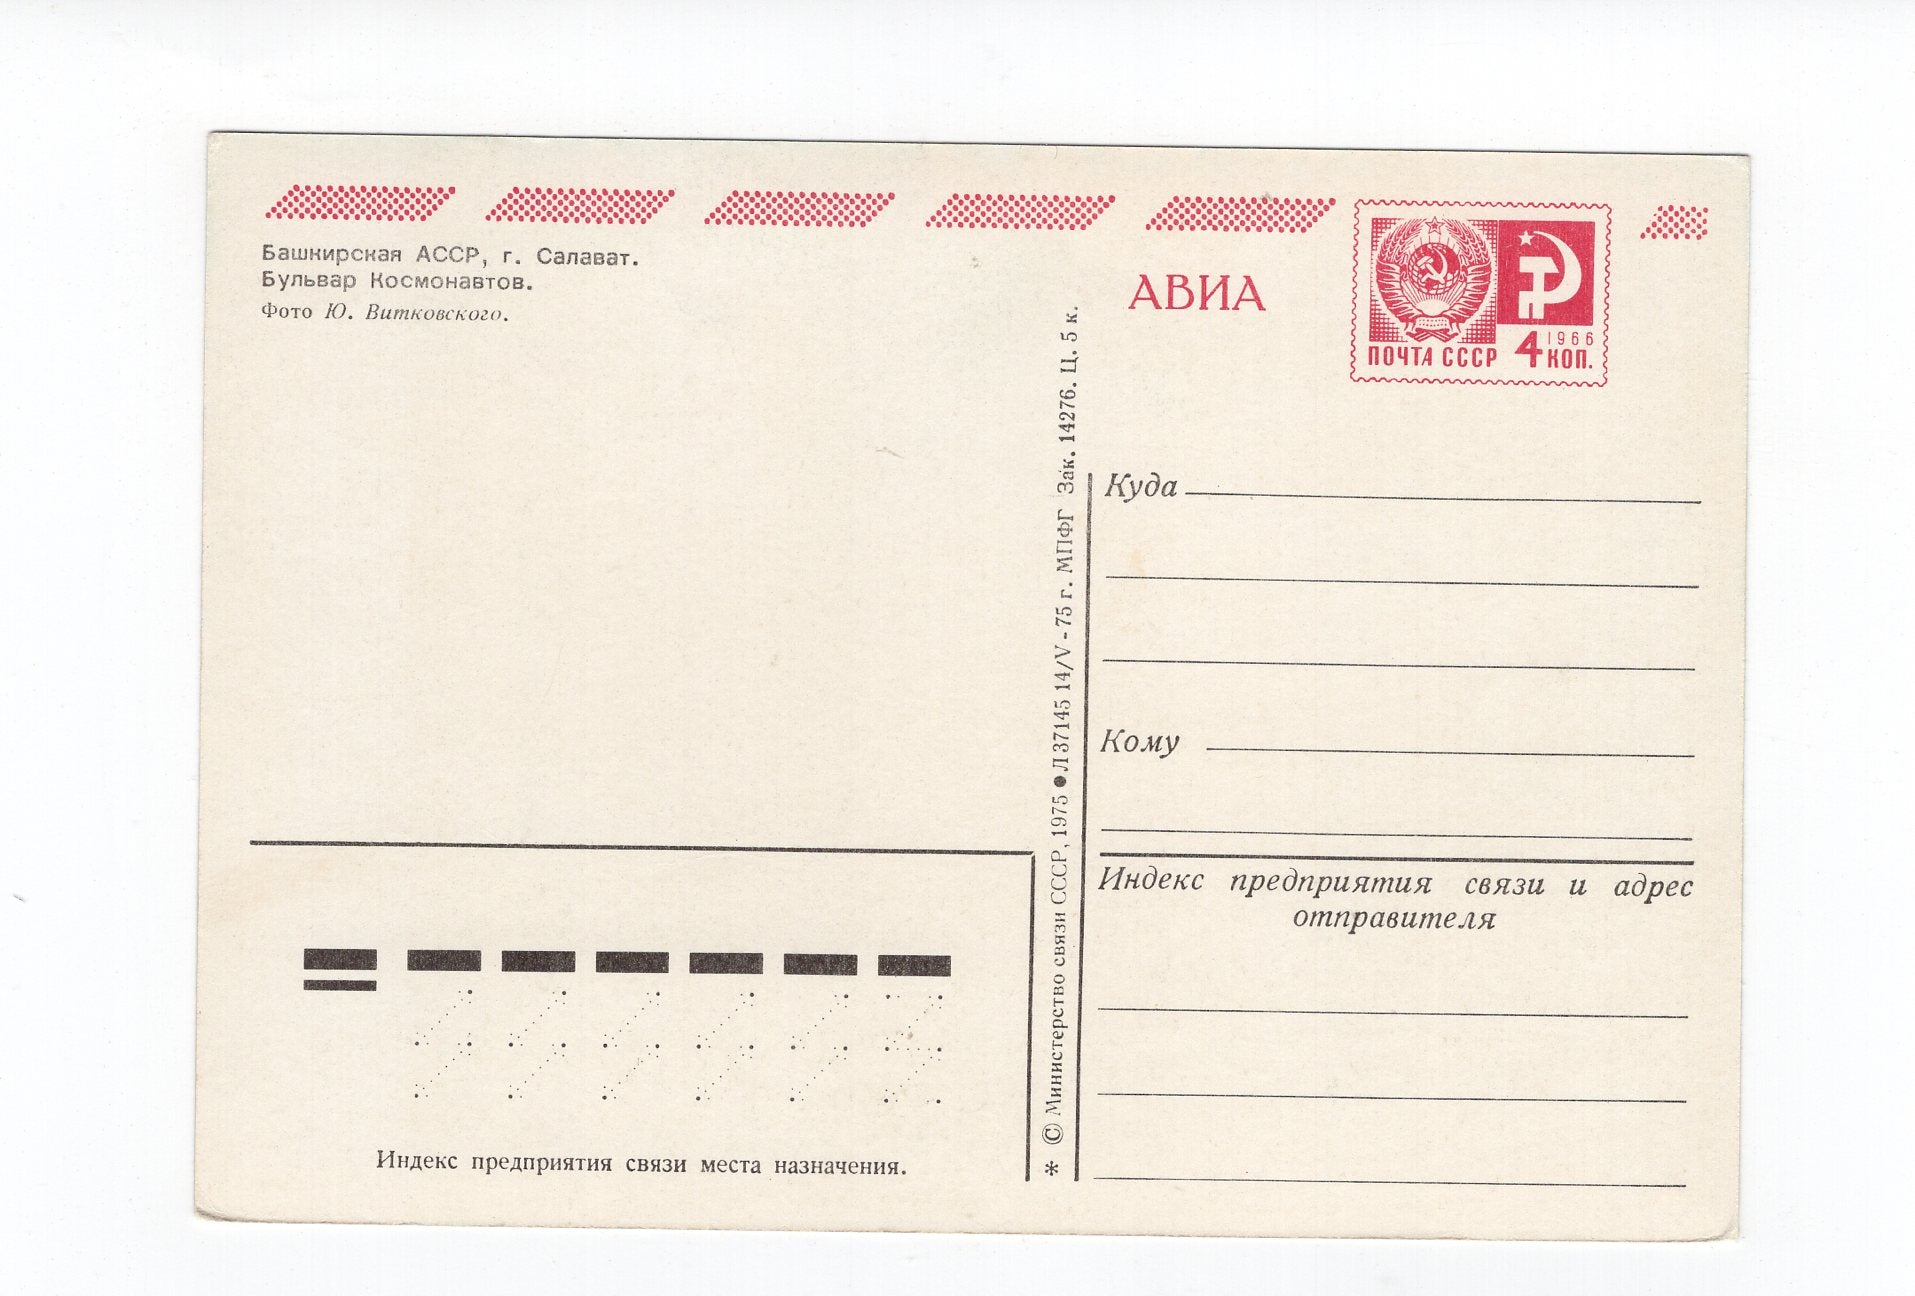 Башкирская АССР, г. Салават.
Бульвар Космонавтов.
Фото Ю. Витковского.
АВИА
ПОЧТА СССР 4 КОП.
1966
Куда
Кому
Индекс предприятия связи и адрес
отправителя
* © Министерство связи СССР, 1975 ● Л 37145 14/V - 75 г. МПФГ Зак. 14276. Ц. 5 к.
Индекс предприятия связи места назначения.